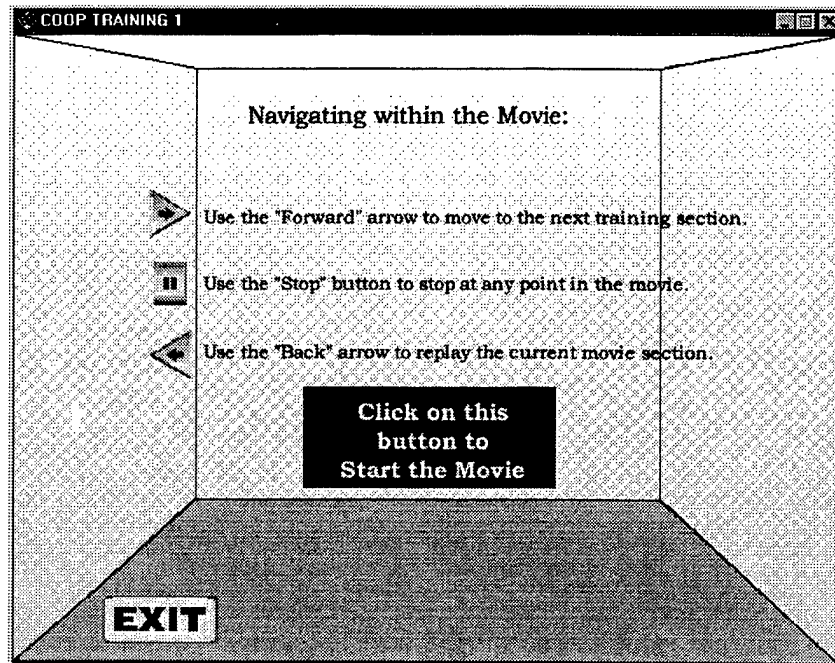 COOP TRAINING 1
Navigating within the Movie:
Use the "Forward" arrow to move to the next training section.
Use the "Stop" button to stop at any point in the movie.
Use the "Back" arrow to replay the current movie section.
Click on this
button to
Start the Movie
EXIT